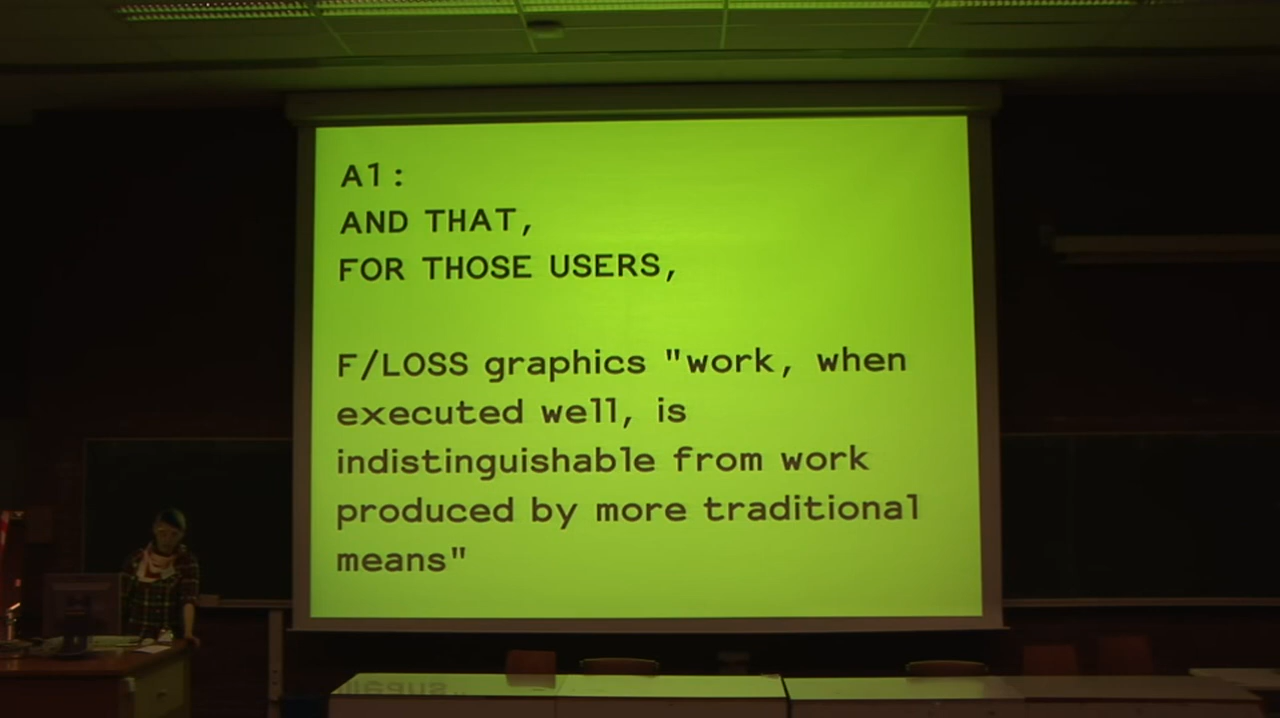 A1:
AND THAT,
FOR THOSE USERS,
F/LOSS graphics "work, when
executed well, is
indistinguishable from work
produced by more traditional
means"